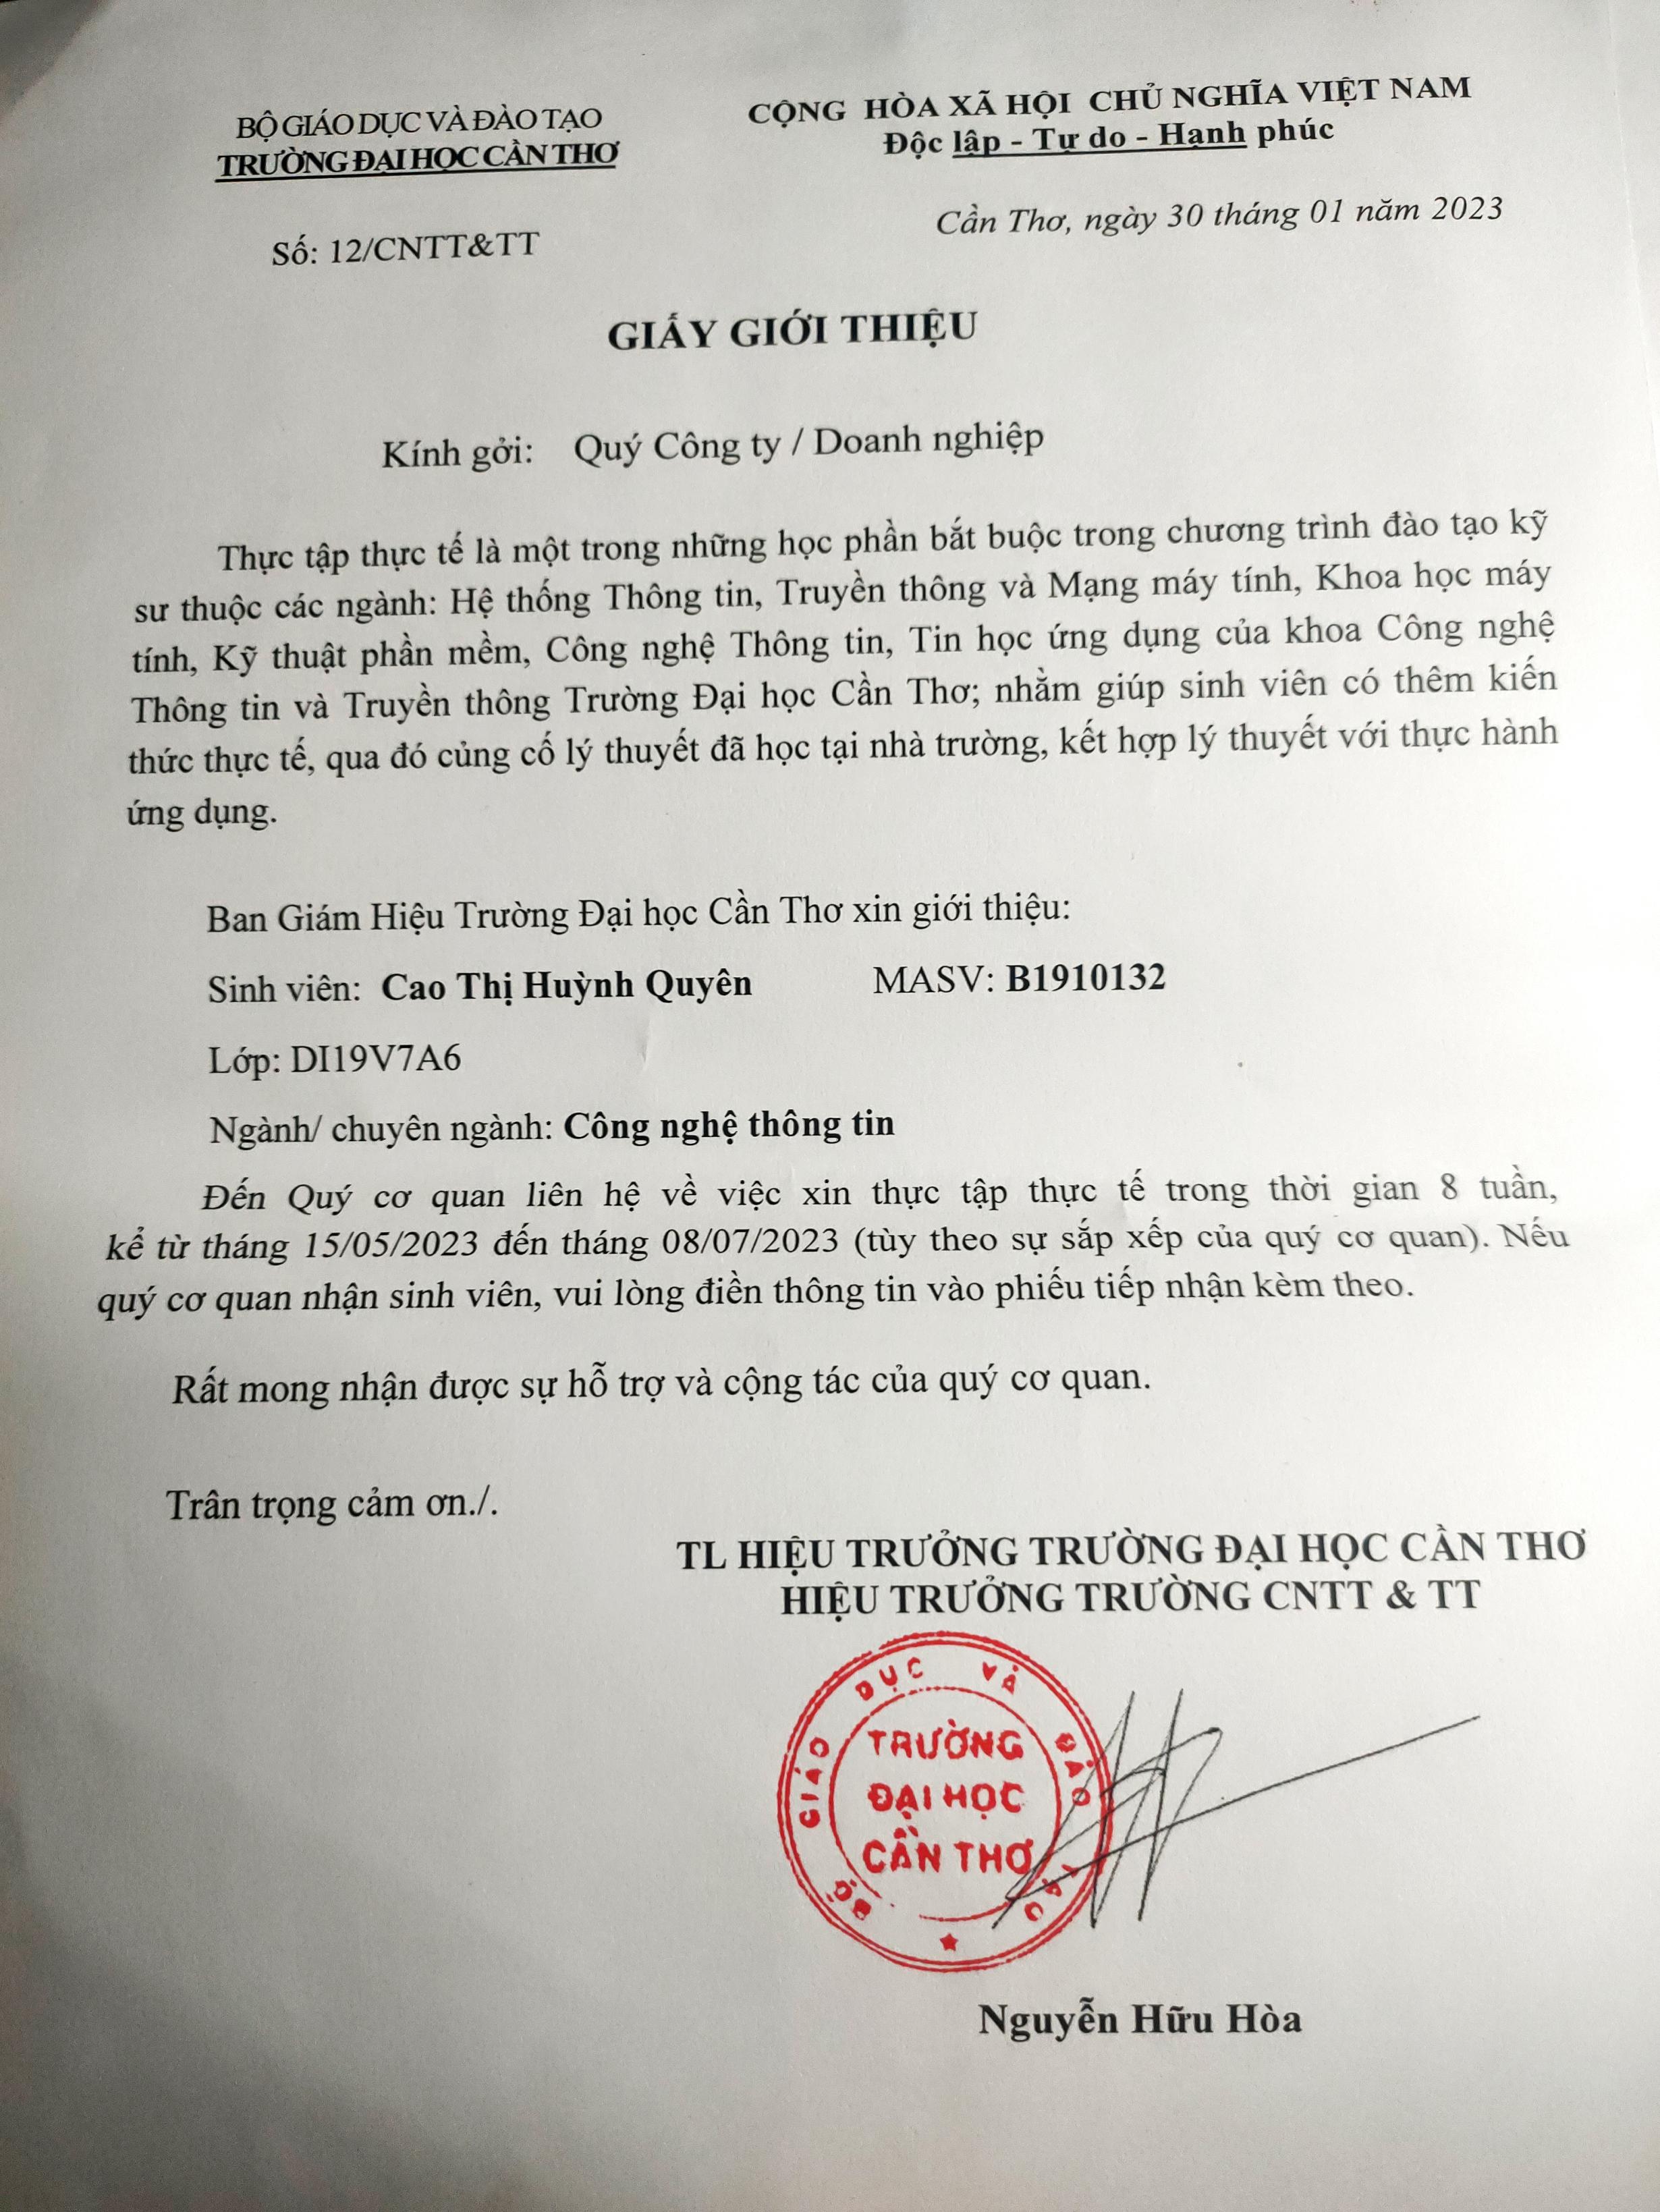 BỘ GIÁO DỤC VÀ ĐÀO TẠO
TRƯỜNG ĐẠI HỌC CẦN THƠ
CỘNG HÒA XÃ HỘI CHỦ NGHĨA VIỆT NAM
Độc lập - Tự do - Hạnh phúc
Số: 12/CNTT&TT
Cần Thơ, ngày 30 tháng 01 năm 2023
GIẤY GIỚI THIỆU
Kính gởi: Quý Công ty / Doanh nghiệp
Thực tập thực tế là một trong những học phần bắt buộc trong chương trình đào tạo kỹ
sư thuộc các ngành: Hệ thống Thông tin, Truyền thông và Mạng máy tính, Khoa học máy
tính, Kỹ thuật phần mềm, Công nghệ Thông tin, Tin học ứng dụng của khoa Công nghệ
Thông tin và Truyền thông Trường Đại học Cần Thơ; nhằm giúp sinh viên có thêm kiến
thức thực tế, qua đó củng cố lý thuyết đã học tại nhà trường, kết hợp lý thuyết với thực hành
ứng dụng.
Ban Giám Hiệu Trường Đại học Cần Thơ xin giới thiệu:
Sinh viên: Cao Thị Huỳnh Quyên MASV: B1910132
Lớp: DI19V7A6
Ngành/ chuyên ngành: Công nghệ thông tin
Đến Quý cơ quan liên hệ về việc xin thực tập thực tế trong thời gian 8 tuần,
kể từ tháng 15/05/2023 đến tháng 08/07/2023 (tùy theo sự sắp xếp của quý cơ quan). Nếu
quý cơ quan nhận sinh viên, vui lòng điền thông tin vào phiếu tiếp nhận kèm theo.
Rất mong nhận được sự hỗ trợ và cộng tác của quý cơ quan.
Trân trọng cảm ơn./.
TL HIỆU TRƯỞNG TRƯỜNG ĐẠI HỌC CẦN THƠ
HIỆU TRƯỞNG TRƯỜNG CNTT & TT
BỘ GIÁO DỤC VÀ ĐÀO TẠO
TRƯỜNG
ĐẠI HỌC
CẦN THƠ
Nguyễn Hữu Hòa